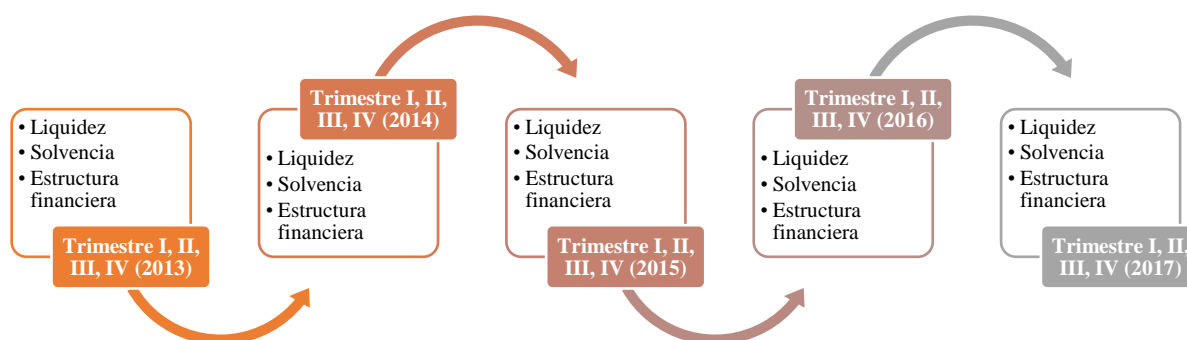 • Liquidez
• Solvencia
• Estructura
financiera
Trimestre I, II,
III, IV (2013)
Trimestre I, II,
III, IV (2014)
• Liquidez
• Solvencia
• Estructura
financiera
• Liquidez
• Solvencia
• Estructura
financiera
Trimestre I, II,
III, IV (2015)
Trimestre I, II,
III, IV (2016)
• Liquidez
• Solvencia
• Estructura
financiera
• Liquidez
• Solvencia
• Estructura
financiera
Trimestre I, II,
III, IV (2017)